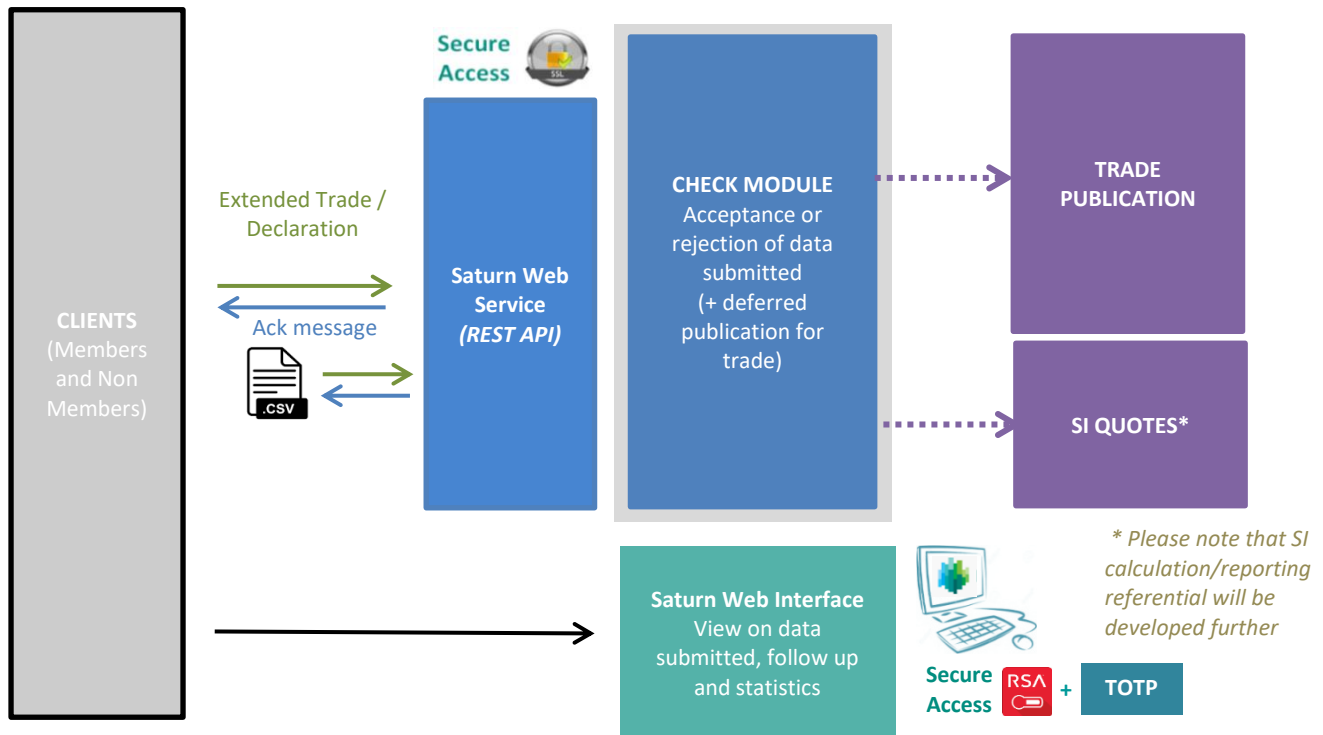 CLIENTS
(Members
and Non
Members)
Extended Trade /
Declaration
Ack message
.CSV
Secure
Access
SSL
Saturn Web
Service
(REST API)
CHECK MODULE
Acceptance or
rejection of data
submitted
(+ deferred
publication for
trade)
TRADE
PUBLICATION
SI QUOTES*
* Please note that SI
calculation/reporting
referential will be
developed further
Saturn Web Interface
View on data
submitted, follow up
and statistics
Secure
Access
RSA
+
TOTP